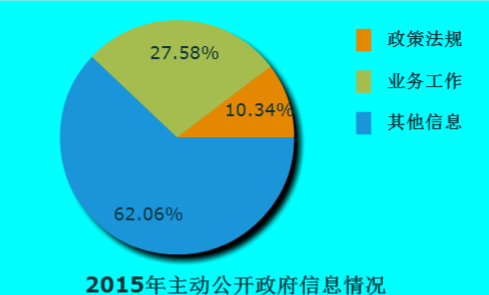 27.58%
政策法规
业务工作
10.34%
其他信息
62.06%
2015年主动公开政府信息情况